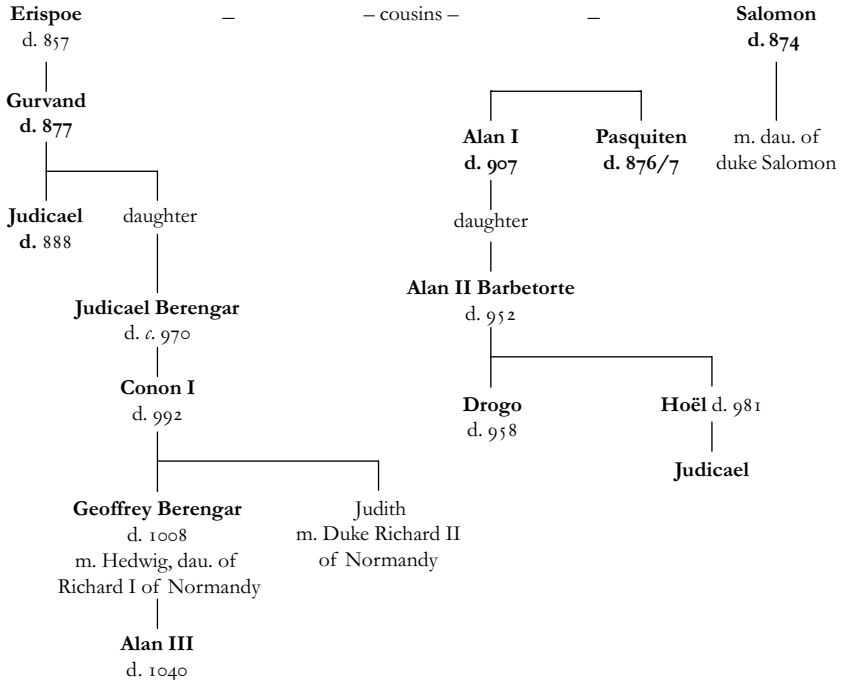 Erispoe – – cousins – – Salomon
d. 857 d. 874
Gurvand
d. 877
Alan I Pasquiten m. dau. of
d. 907 d. 876/7 duke Salomon
Judicael daughter daughter
d. 888
Judicael Berengar Alan II Barbetorte
d. c. 970 d. 952
Conon I Drogo Hoël d. 981
d. 992 d. 958
Judicael
Geoffrey Berengar Judith
d. 1008 m. Duke Richard II
m. Hedwig, dau. of of Normandy
Richard I of Normandy
Alan III
d. 1040